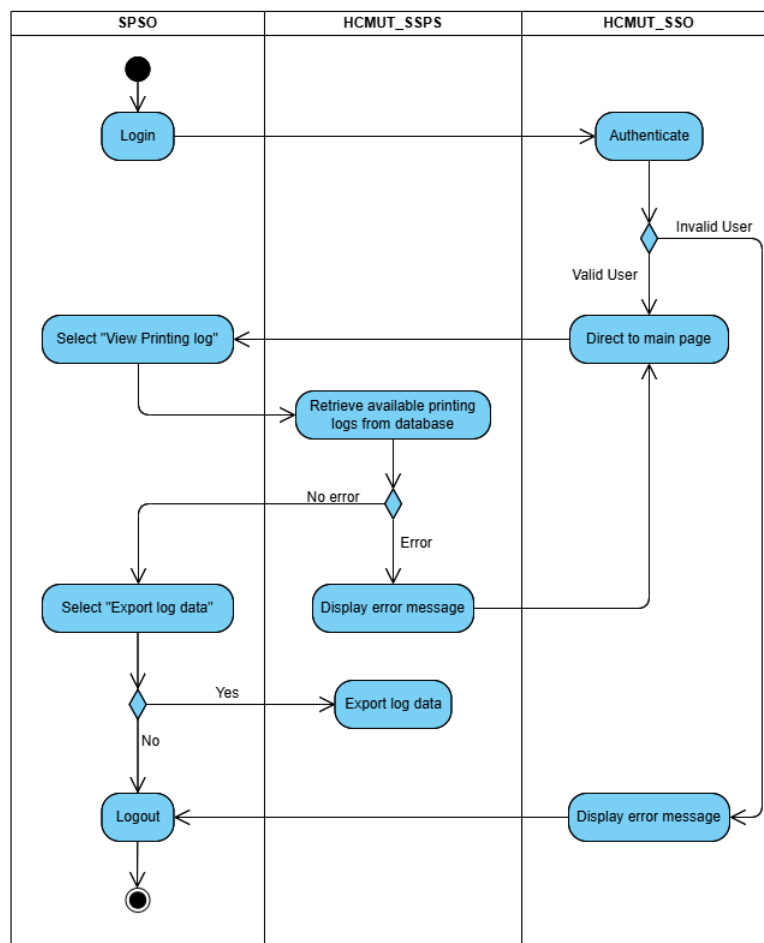 SPSO
HCMUT_SSPS
HCMUT_SSO
Login
Authenticate
Invalid User
Valid User
Select "View Printing log"
Direct to main page
Retrieve available printing
logs from database
No error
Error
Select "Export log data"
Display error message
Yes
Export log data
No
Logout
Display error message